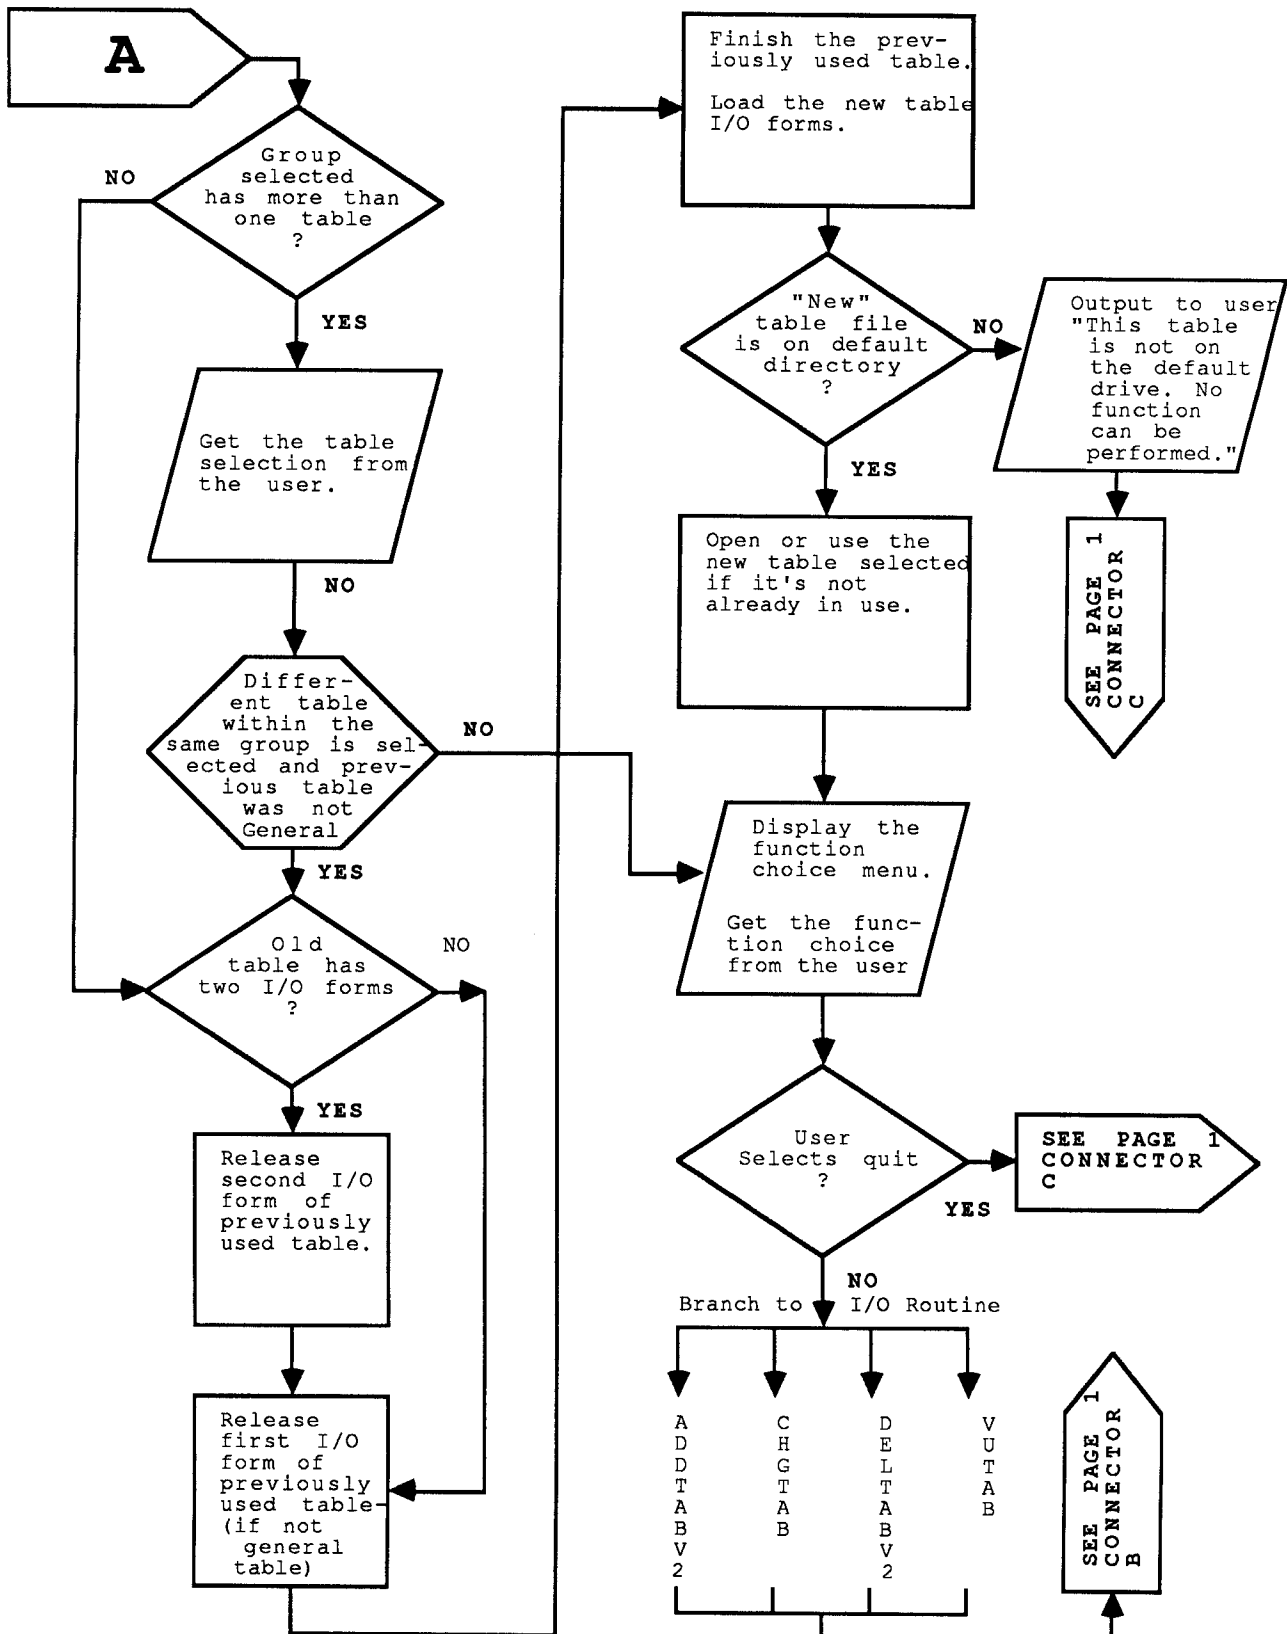 A
Group
selected
has more than
one table
?
NO
YES
Get the table
selection from
the user.
NO
Differ-
ent table
within the
same group is sel-
ected and prev-
ious table
was not
General
NO
YES
Old
table has
two I/O forms
?
NO
YES
Release
second I/O
form of
previously
used table.
Release
first I/O
form of
previously
used table-
(if not
general
table)
Finish the prev-
iously used table.
Load the new table
I/O forms.
"New"
table file
is on default
directory
?
NO
YES
Output to user
"This table
is not on
the default
drive. No
function
can be
performed."
SEE PAGE 1
CONNECTOR
C
Open or use the
new table selected
if it's not
already in use.
Display the
function
choice menu.
Get the func-
tion choice
from the user
User
Selects quit
?
YES
SEE PAGE 1
CONNECTOR
C
NO
Branch to I/O Routine
ADDTABV2
CHGTAB
DELTABV2
VUTAB
SEE PAGE 1
CONNECTOR
B